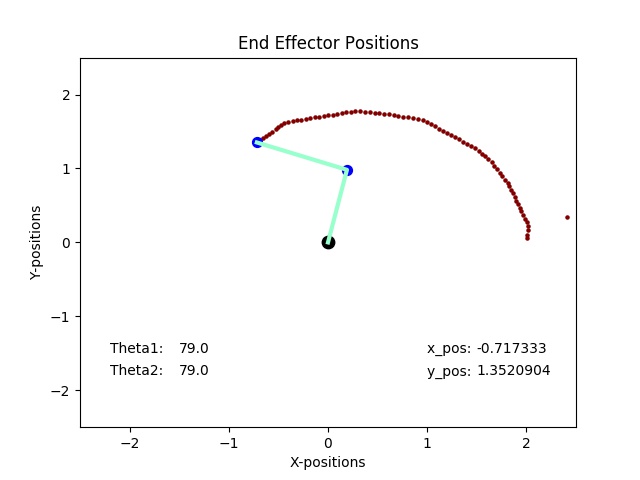 End Effector Positions
2
1
0
−1
−2
Y-positions
Theta1: 79.0
x_pos: -0.717333
Theta2: 79.0
y_pos: 1.3520904
−2 −1 0 1 2
X-positions